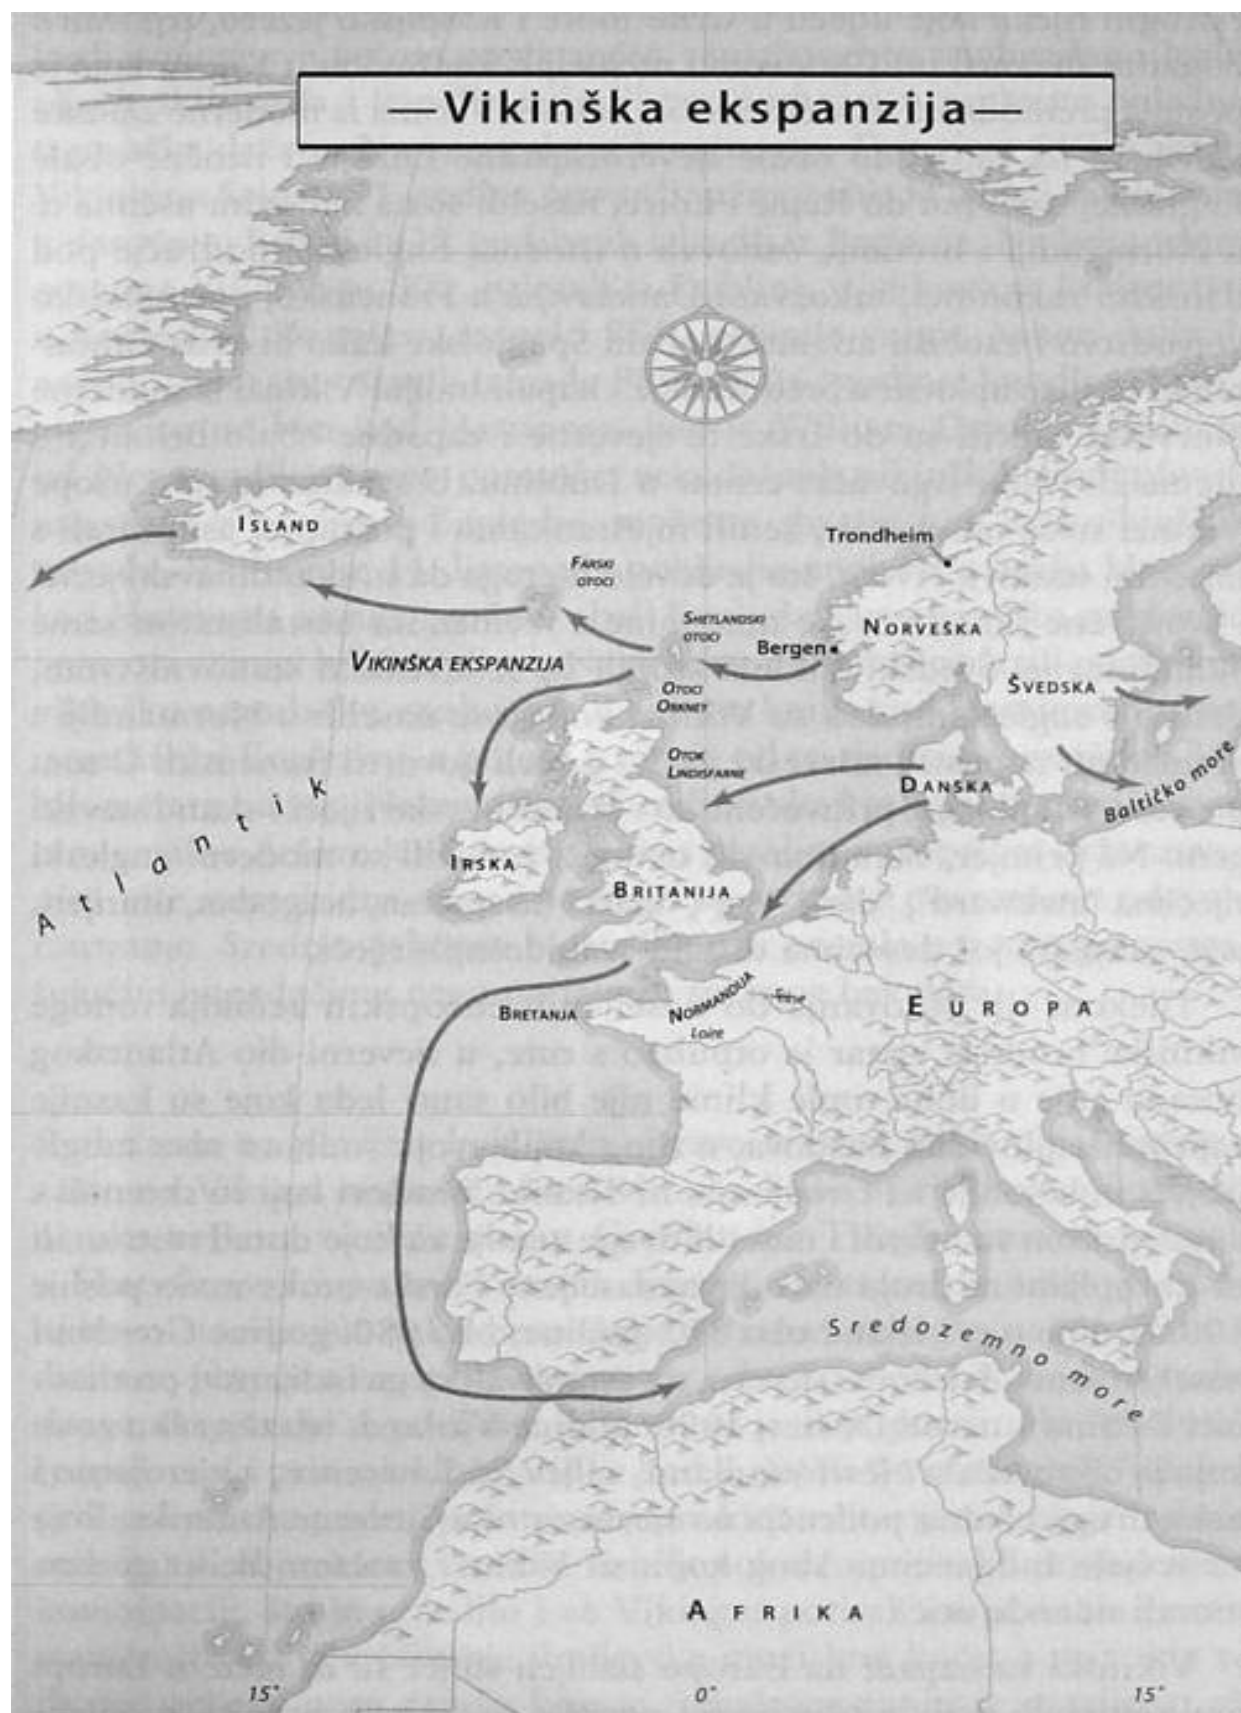 —Vikinška ekspanzija—
ISLAND
Trondheim
FARSKI
OTOCI
SHETLANDSKI
OTOCI
NORVEŠKA
Bergen
VIKINŠKA EKSPANZIJA
OTOCI
ORKNEY
ŠVEDSKA
OTOK
LINDISFARNE
DANSKA
Baltičko more
Atlantik
IRSKA
BRITANIJA
BRETANJA
NORMANDIJA
Loire
EUROPA
Sredozemno more
AFRIKA
15°
0°
15°